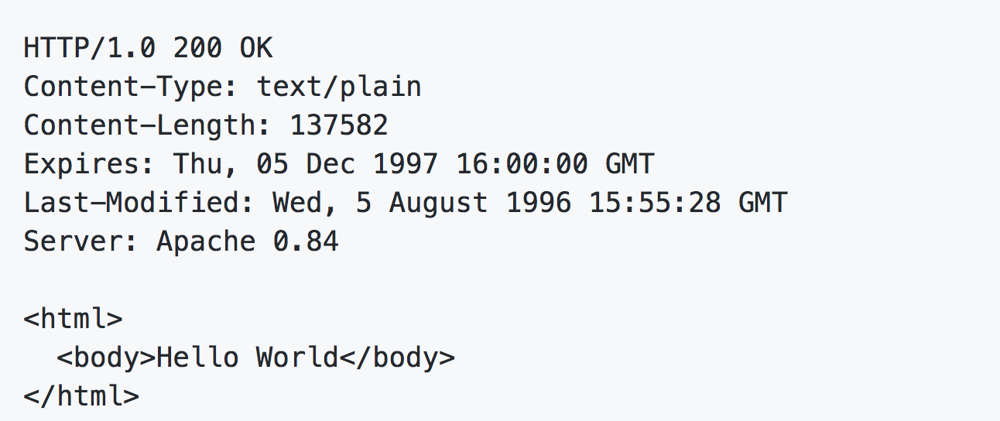 HTTP/1.0 200 OK
Content-Type: text/plain
Content-Length: 137582
Expires: Thu, 05 Dec 1997 16:00:00 GMT
Last-Modified: Wed, 5 August 1996 15:55:28 GMT
Server: Apache 0.84

<html>
  <body>Hello World</body>
</html>